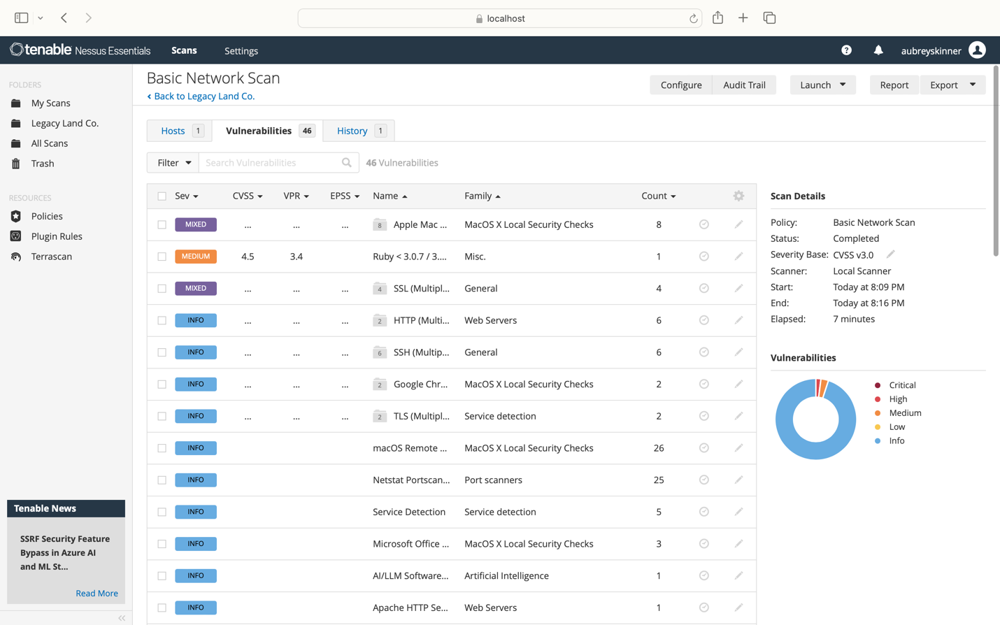 localhost
tenable Nessus Essentials Scans Settings aubreyskinner
FOLDERS
My Scans
Legacy Land Co.
All Scans
Trash
RESOURCES
Policies
Plugin Rules
Terrascan
Tenable News
SSRF Security Feature
Bypass in Azure AI
and ML St...
Read More
Basic Network Scan
Back to Legacy Land Co.
Configure Audit Trail Launch Report Export
Hosts 1 Vulnerabilities 46 History 1
Filter Search Vulnerabilities 46 Vulnerabilities
Sev CVSS VPR EPSS Name Family Count
MIXED ... ... ... 8 Apple Mac ... MacOS X Local Security Checks 8
MEDIUM 4.5 3.4 Ruby < 3.0.7 / 3.... Misc. 1
MIXED ... ... ... 4 SSL (Multipl... General 4
INFO ... ... ... 2 HTTP (Multi... Web Servers 6
INFO ... ... ... 6 SSH (Multip... General 6
INFO ... ... ... 2 Google Chr... MacOS X Local Security Checks 2
INFO ... ... ... 2 TLS (Multipl... Service detection 2
INFO macOS Remote ... MacOS X Local Security Checks 26
INFO Netstat Portscan... Port scanners 25
INFO Service Detection Service detection 5
INFO Microsoft Office ... MacOS X Local Security Checks 3
INFO AI/LLM Software... Artificial Intelligence 1
INFO Apache HTTP Se... Web Servers 1
Scan Details
Policy: Basic Network Scan
Status: Completed
Severity Base: CVSS v3.0
Scanner: Local Scanner
Start: Today at 8:09 PM
End: Today at 8:16 PM
Elapsed: 7 minutes
Vulnerabilities
Critical
High
Medium
Low
Info